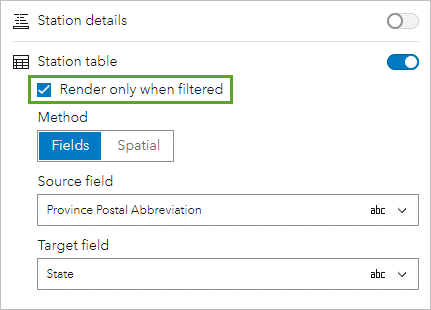 Station details
Station table
Render only when filtered
Method
Fields Spatial
Source field
Province Postal Abbreviation abc
Target field
State abc